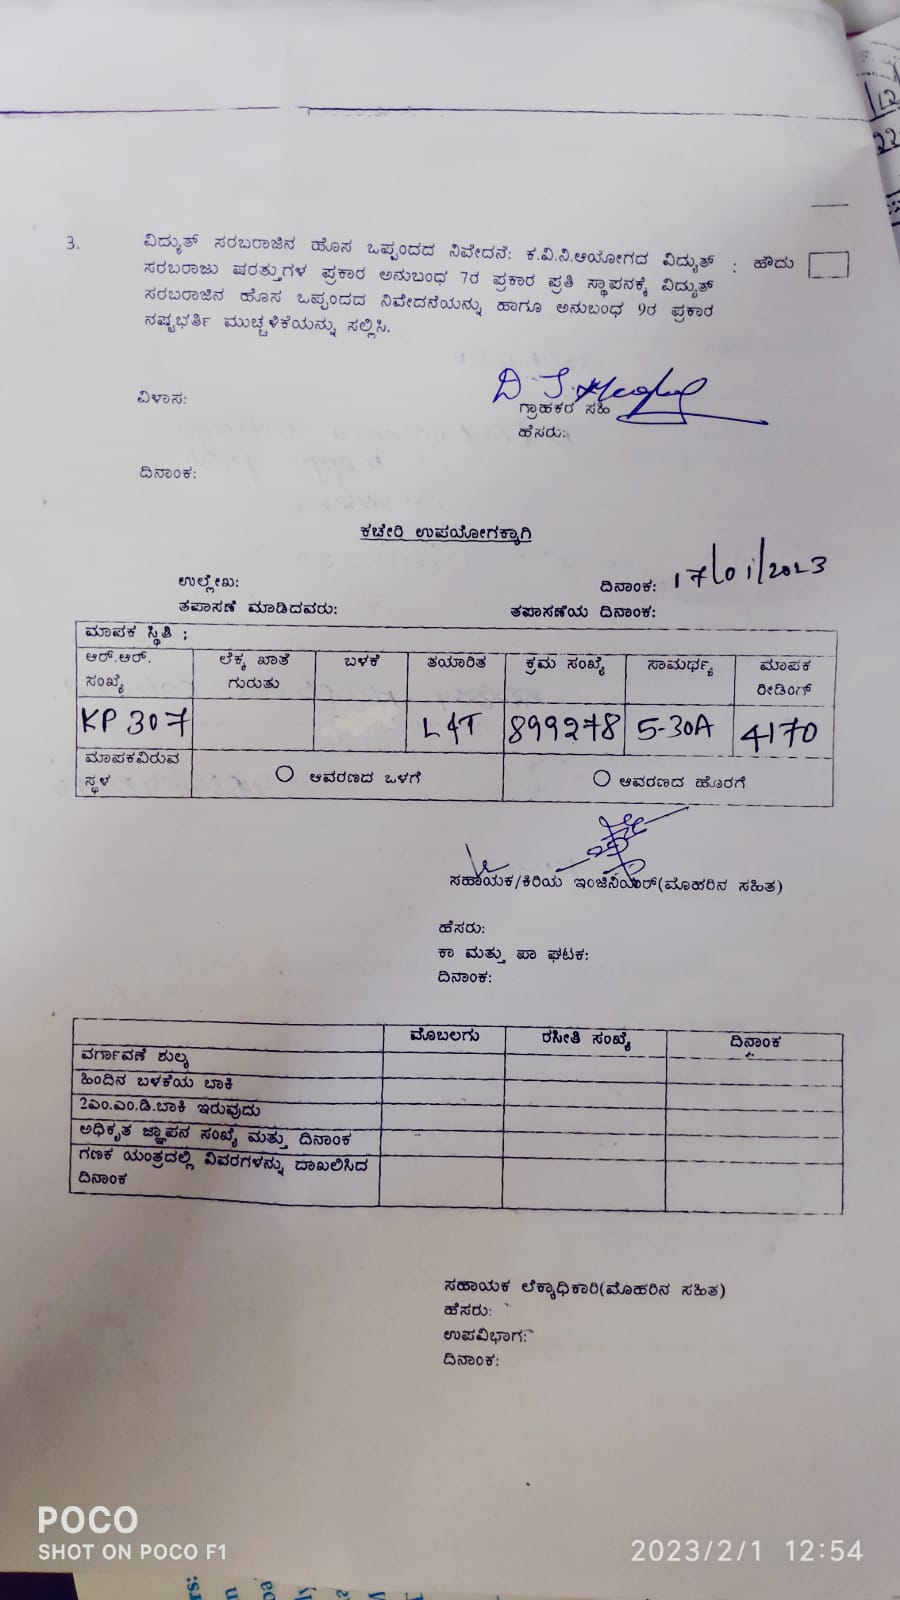 3. ವಿದ್ಯುತ್ ಸರಬರಾಜಿನ ಹೊಸ ಒಪ್ಪಂದದ ನಿವೇದನೆ: ಕ.ವಿ.ನಿ.ಆಯೋಗದ ವಿದ್ಯುತ್ : ಹೌದು
ಸರಬರಾಜು ಷರತ್ತುಗಳ ಪ್ರಕಾರ ಅನುಬಂಧ 7ರ ಪ್ರಕಾರ ಪ್ರತಿ ಸ್ಥಾಪನಕ್ಕೆ ವಿದ್ಯುತ್
ಸರಬರಾಜಿನ ಹೊಸ ಒಪ್ಪಂದದ ನಿವೇದನೆಯನ್ನು ಹಾಗೂ ಅನುಬಂಧ 9ರ ಪ್ರಕಾರ
ನಷ್ಟಭರ್ತಿ ಮುಚ್ಚಳಿಕೆಯನ್ನು ಸಲ್ಲಿಸಿ.
ವಿಳಾಸ:
ಗ್ರಾಹಕರ ಸಹಿ
ಹೆಸರು:
ದಿನಾಂಕ:
ಕಚೇರಿ ಉಪಯೋಗಕ್ಕಾಗಿ
ಉಲ್ಲೇಖ: ದಿನಾಂಕ: 17/01/2023
ತಪಾಸಣೆ ಮಾಡಿದವರು: ತಪಾಸಣೆಯ ದಿನಾಂಕ:
ಮಾಪಕ ಸ್ಥಿತಿ ;
ಆರ್.ಆರ್. ಲೆಕ್ಕ ಖಾತೆ ಬಳಕೆ ತಯಾರಿತ ಕ್ರಮ ಸಂಖ್ಯೆ ಸಾಮರ್ಥ್ಯ ಮಾಪಕ
ಸಂಖ್ಯೆ ಗುರುತು ರೀಡಿಂಗ್
KP 307 L&T 899278 5-30A 4170
ಮಾಪಕವಿರುವ
ಸ್ಥಳ ಆವರಣದ ಒಳಗೆ ಆವರಣದ ಹೊರಗೆ
ಸಹಾಯಕ/ಕಿರಿಯ ಇಂಜಿನಿಯರ್(ಮೊಹರಿನ ಸಹಿತ)
ಹೆಸರು:
ಕಾ ಮತ್ತು ಪಾ ಘಟಕ:
ದಿನಾಂಕ:
ಮೊಬಲಗು ರಸೀತಿ ಸಂಖ್ಯೆ ದಿನಾಂಕ
ವರ್ಗಾವಣೆ ಶುಲ್ಕ
ಹಿಂದಿನ ಬಳಕೆಯ ಬಾಕಿ
2ಎಂ.ಎಂ.ಡಿ.ಬಾಕಿ ಇರುವುದು
ಅಧಿಕೃತ ಜ್ಞಾಪನ ಸಂಖ್ಯೆ ಮತ್ತು ದಿನಾಂಕ
ಗಣಕ ಯಂತ್ರದಲ್ಲಿ ವಿವರಗಳನ್ನು ದಾಖಲಿಸಿದ
ದಿನಾಂಕ
ಸಹಾಯಕ ಲೆಕ್ಕಾಧಿಕಾರಿ(ಮೊಹರಿನ ಸಹಿತ)
ಹೆಸರು:
ಉಪವಿಭಾಗ:
ದಿನಾಂಕ:
POCO
SHOT ON POCO F1
2023/2/1 12:54